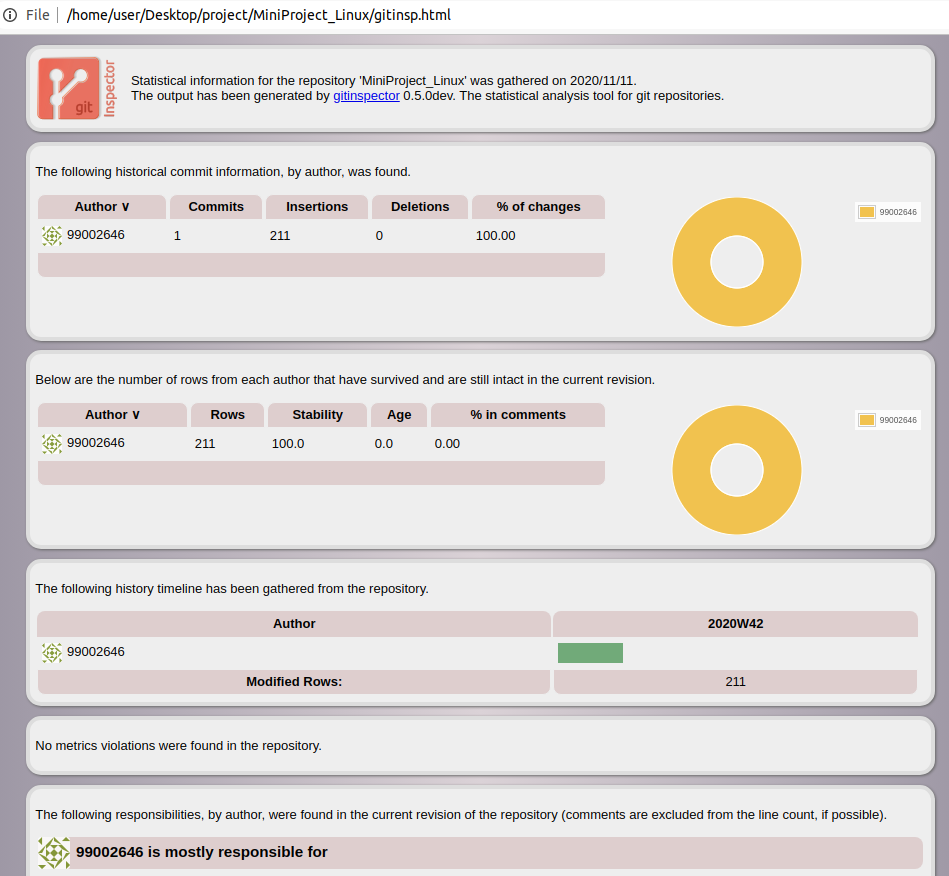 File /home/user/Desktop/project/MiniProject_Linux/gitinsp.html
git
Inspector
Statistical information for the repository 'MiniProject_Linux' was gathered on 2020/11/11.
The output has been generated by gitinspector 0.5.0dev. The statistical analysis tool for git repositories.
The following historical commit information, by author, was found.
Author ∨ Commits Insertions Deletions % of changes
99002646 1 211 0 100.00
99002646
Below are the number of rows from each author that have survived and are still intact in the current revision.
Author ∨ Rows Stability Age % in comments
99002646 211 100.0 0.0 0.00
99002646
The following history timeline has been gathered from the repository.
Author 2020W42
99002646
Modified Rows: 211
No metrics violations were found in the repository.
The following responsibilities, by author, were found in the current revision of the repository (comments are excluded from the line count, if possible).
99002646 is mostly responsible for